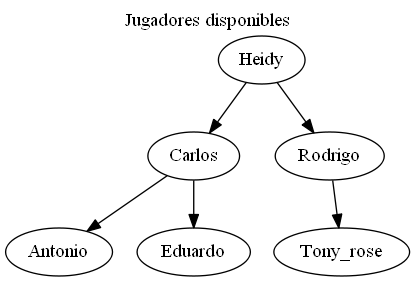 Jugadores disponibles
Heidy
Carlos
Rodrigo
Antonio
Eduardo
Tony_rose